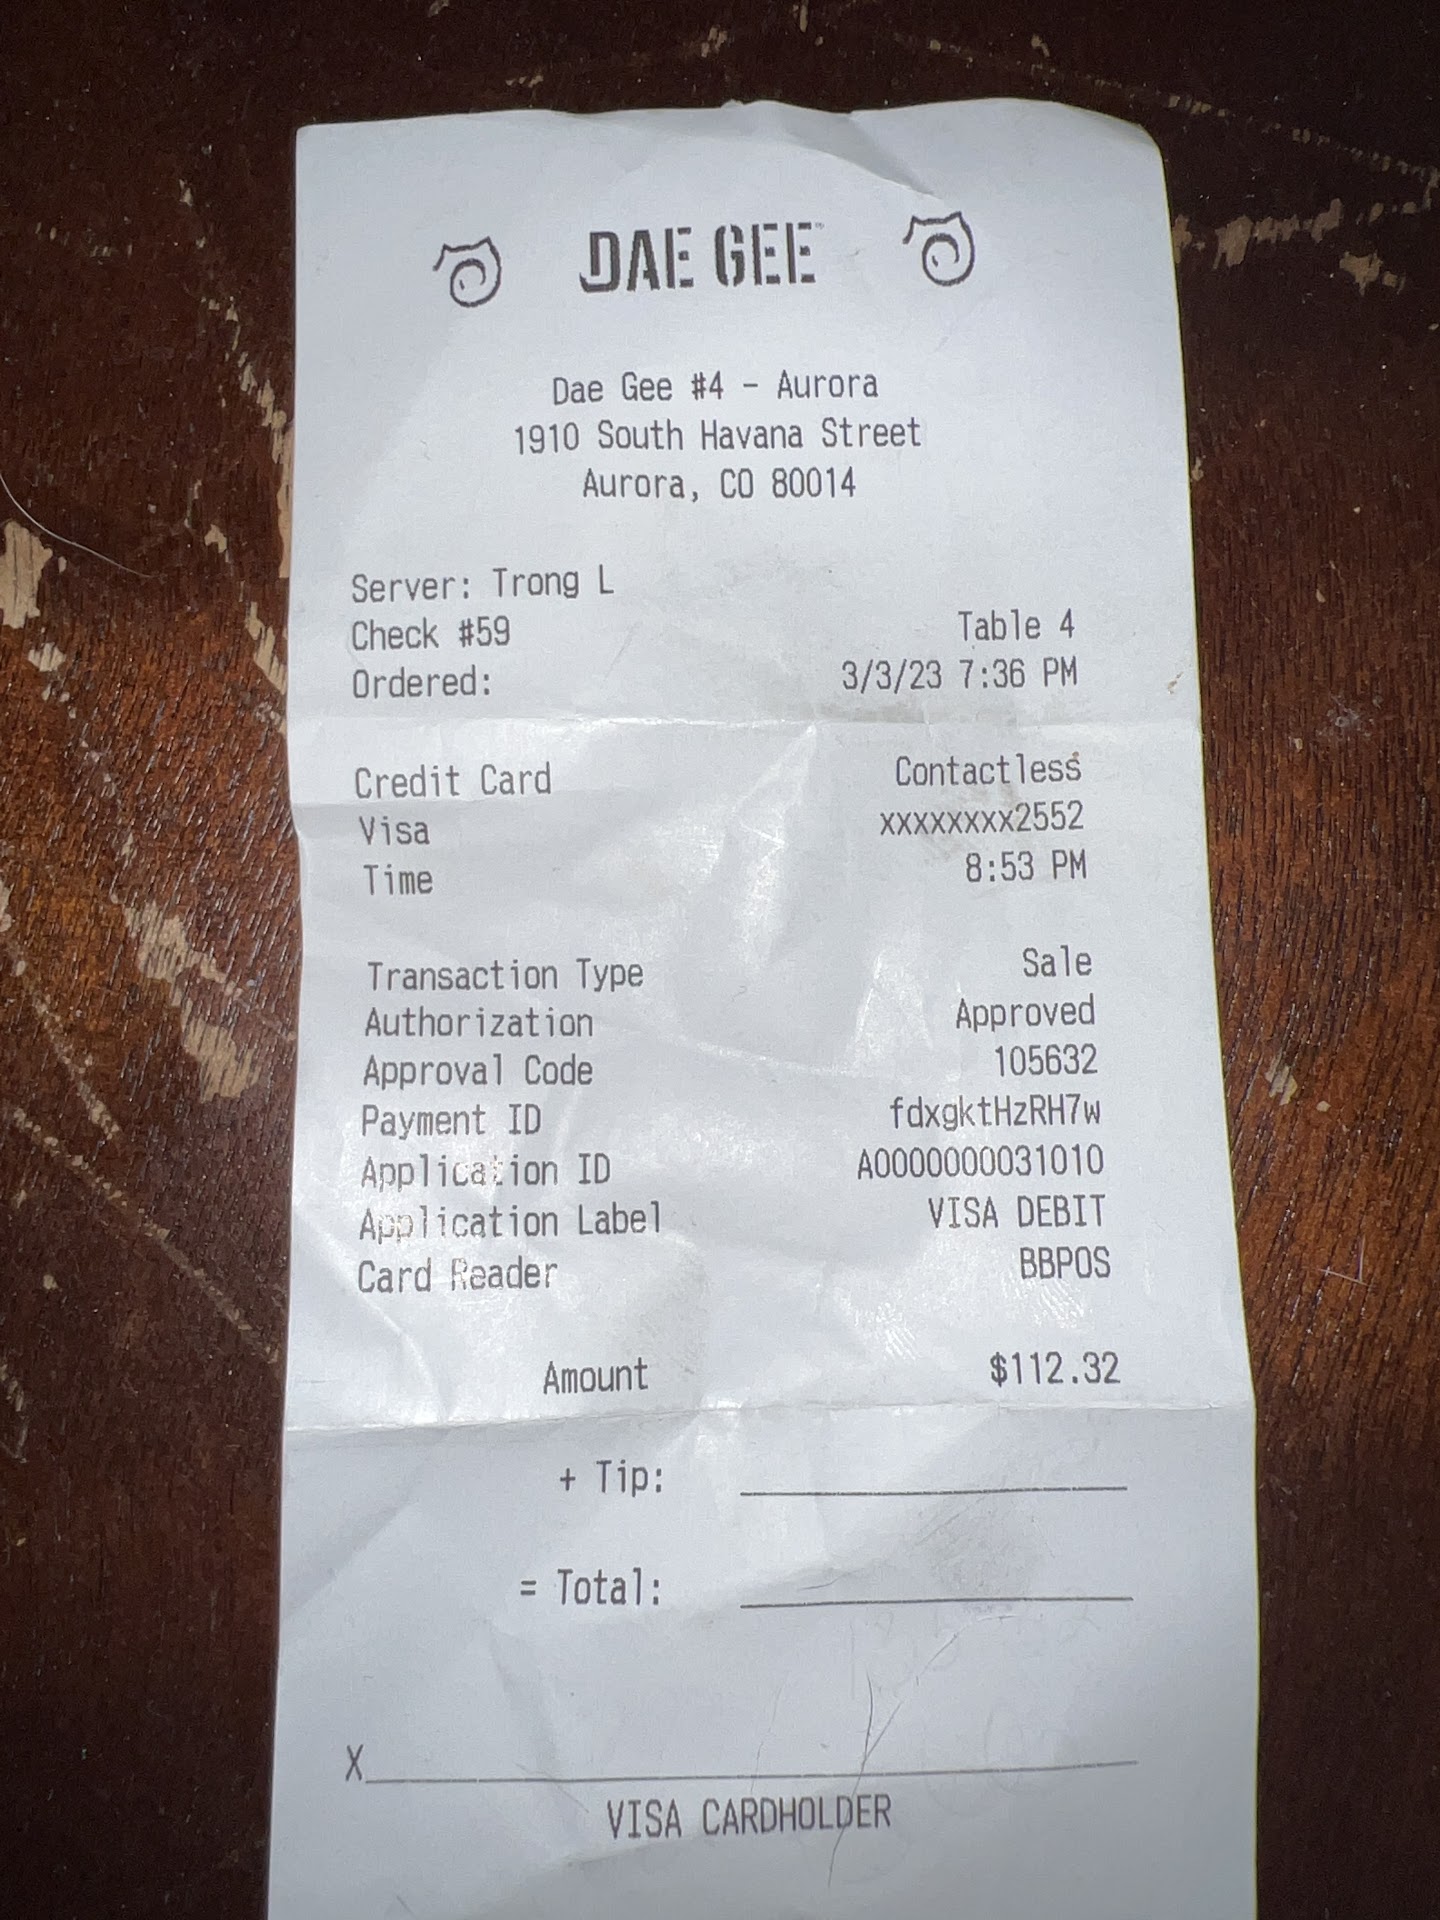 DAE GEE
Dae Gee #4 - Aurora
1910 South Havana Street
Aurora, CO 80014
Server: Trong L
Check #59 Table 4
Ordered: 3/3/23 7:36 PM
Credit Card Contactless
Visa xxxxxxxx2552
Time 8:53 PM
Transaction Type Sale
Authorization Approved
Approval Code 105632
Payment ID fdxgktHzRH7w
Application ID A0000000031010
Application Label VISA DEBIT
Card Reader BBPOS
Amount $112.32
+ Tip:
= Total:
X
VISA CARDHOLDER